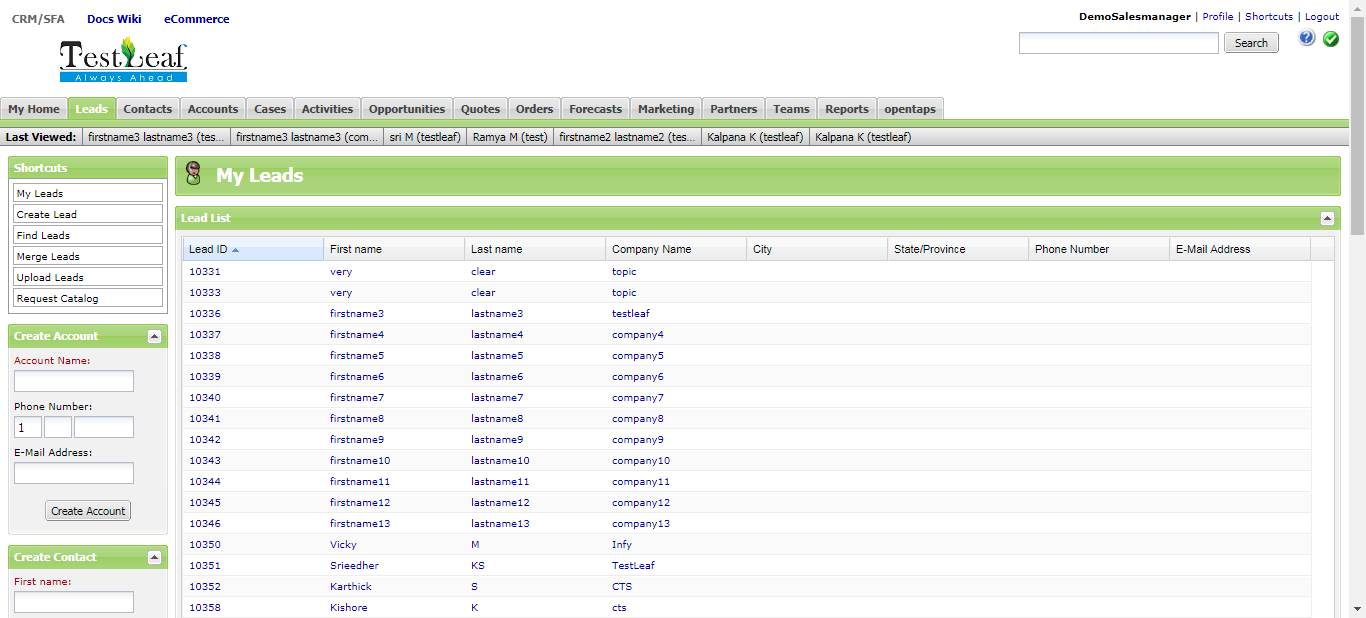 CRM/SFA Docs Wiki eCommerce
DemoSalesmanager | Profile | Shortcuts | Logout
TestLeaf
Always Ahead
Search
My Home Leads Contacts Accounts Cases Activities Opportunities Quotes Orders Forecasts Marketing Partners Teams Reports opentaps
Last Viewed: firstname3 lastname3 (tes... firstname3 lastname3 (com... sri M (testleaf) Ramya M (test) firstname2 lastname2 (tes... Kalpana K (testleaf) Kalpana K (testleaf)
Shortcuts
My Leads
Create Lead
Find Leads
Merge Leads
Upload Leads
Request Catalog
Create Account
Account Name:
Phone Number:
1
E-Mail Address:
Create Account
Create Contact
First name:
My Leads
Lead List
Lead ID First name Last name Company Name City State/Province Phone Number E-Mail Address
10331 very clear topic
10333 very clear topic
10336 firstname3 lastname3 testleaf
10337 firstname4 lastname4 company4
10338 firstname5 lastname5 company5
10339 firstname6 lastname6 company6
10340 firstname7 lastname7 company7
10341 firstname8 lastname8 company8
10342 firstname9 lastname9 company9
10343 firstname10 lastname10 company10
10344 firstname11 lastname11 company11
10345 firstname12 lastname12 company12
10346 firstname13 lastname13 company13
10350 Vicky M Infy
10351 Srieedher KS TestLeaf
10352 Karthick S CTS
10358 Kishore K cts